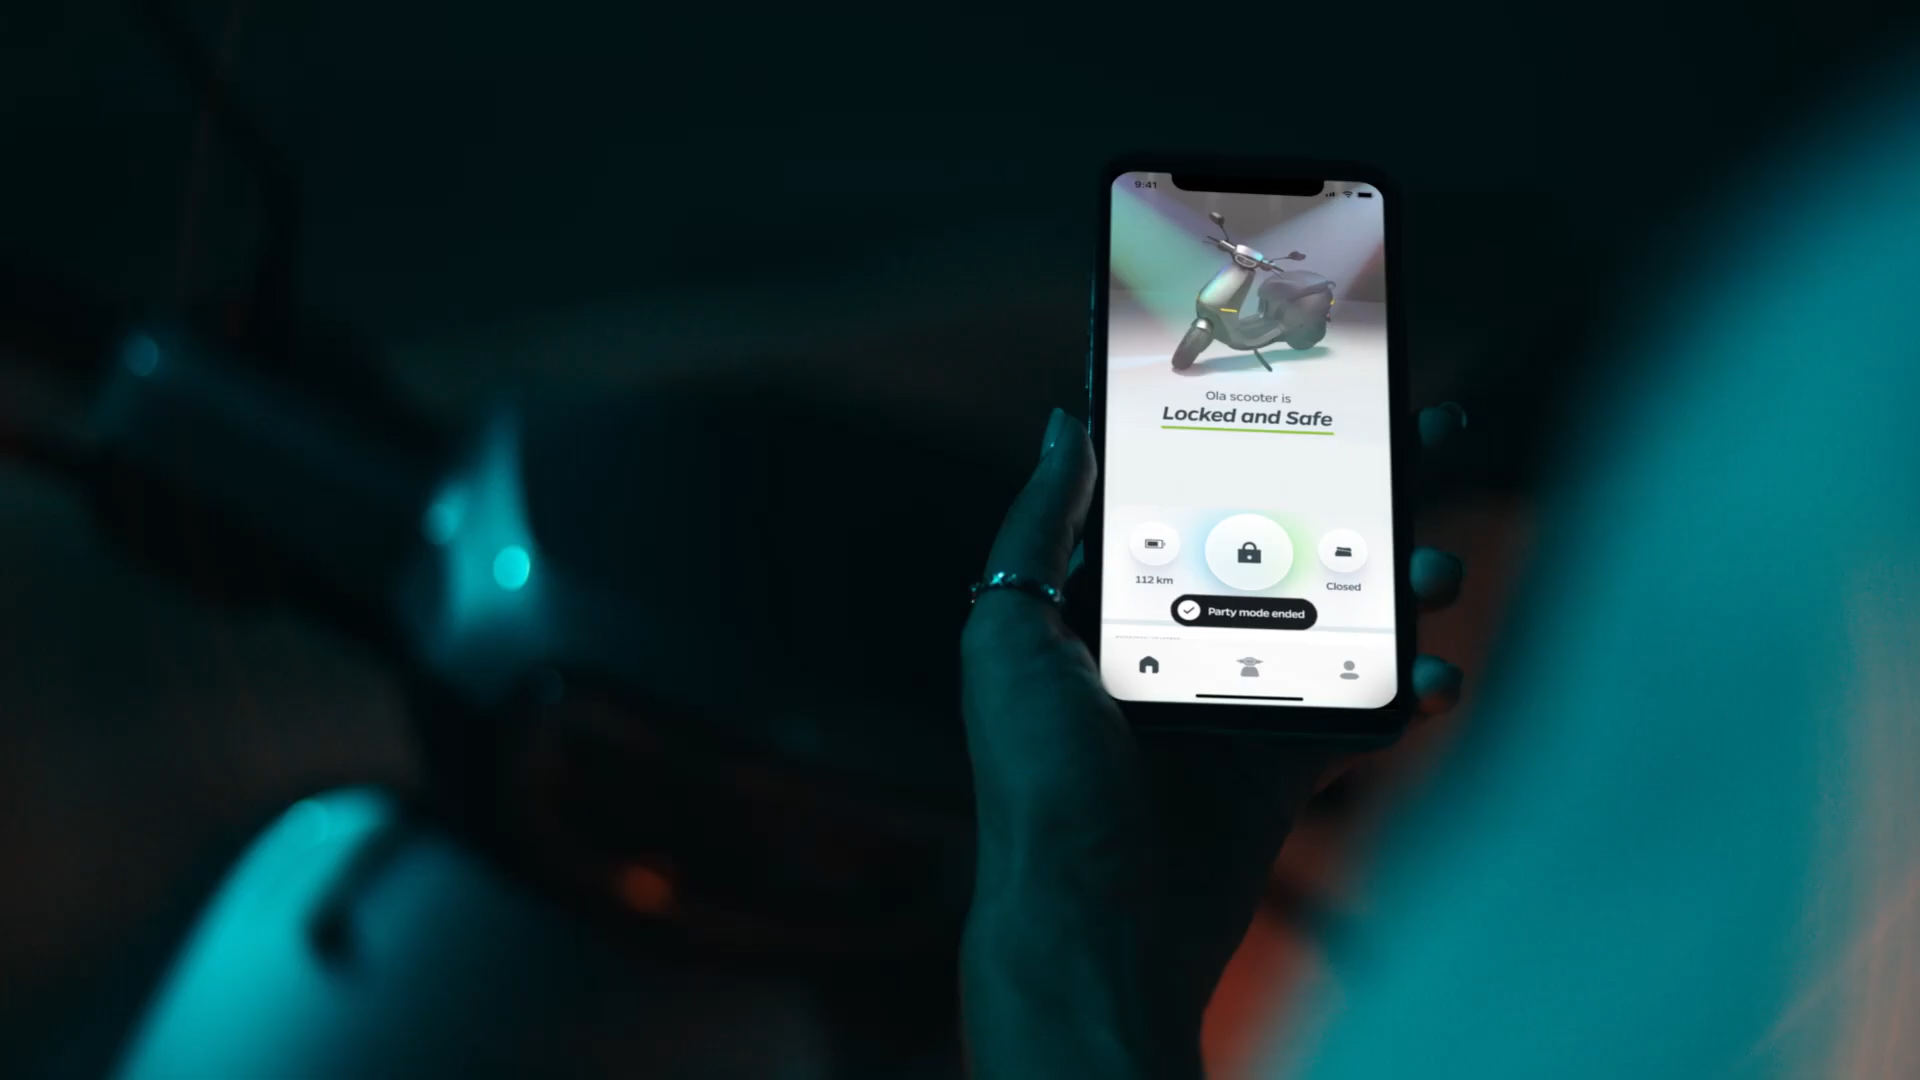 9:41
Ola scooter is
Locked and Safe
112 km
Closed
Party mode ended